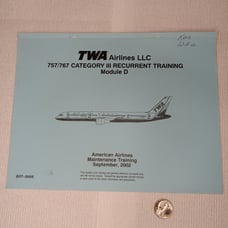 TWA Airlines LLC
757/767 CATEGORY III RECURRENT TRAINING
Module D
American Airlines
Maintenance Training
September, 2002